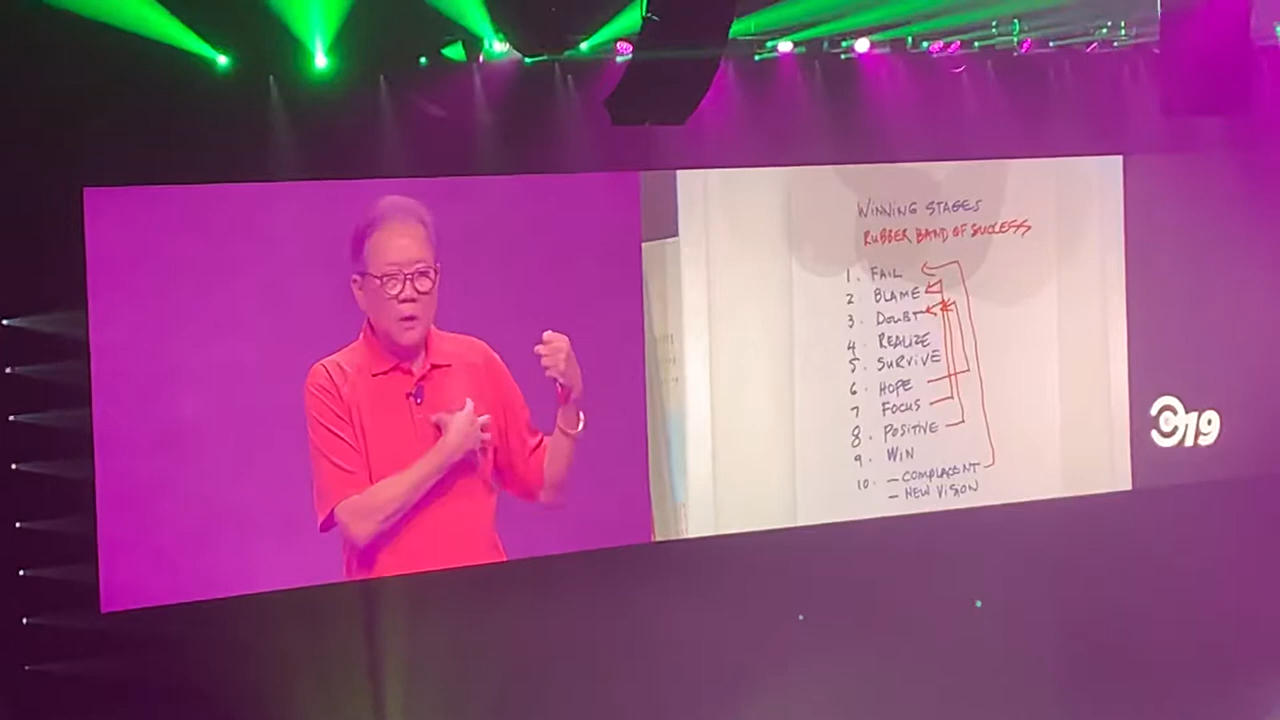 WINNING STAGES
RUBBER BAND OF SUCCESS
1. FAIL
2 BLAME
3. DOUBT
4 REALIZE
5. SURVIVE
6. HOPE
7 FOCUS
8. POSITIVE
9. WIN
10. - COMPLACENT
- NEW VISION
19